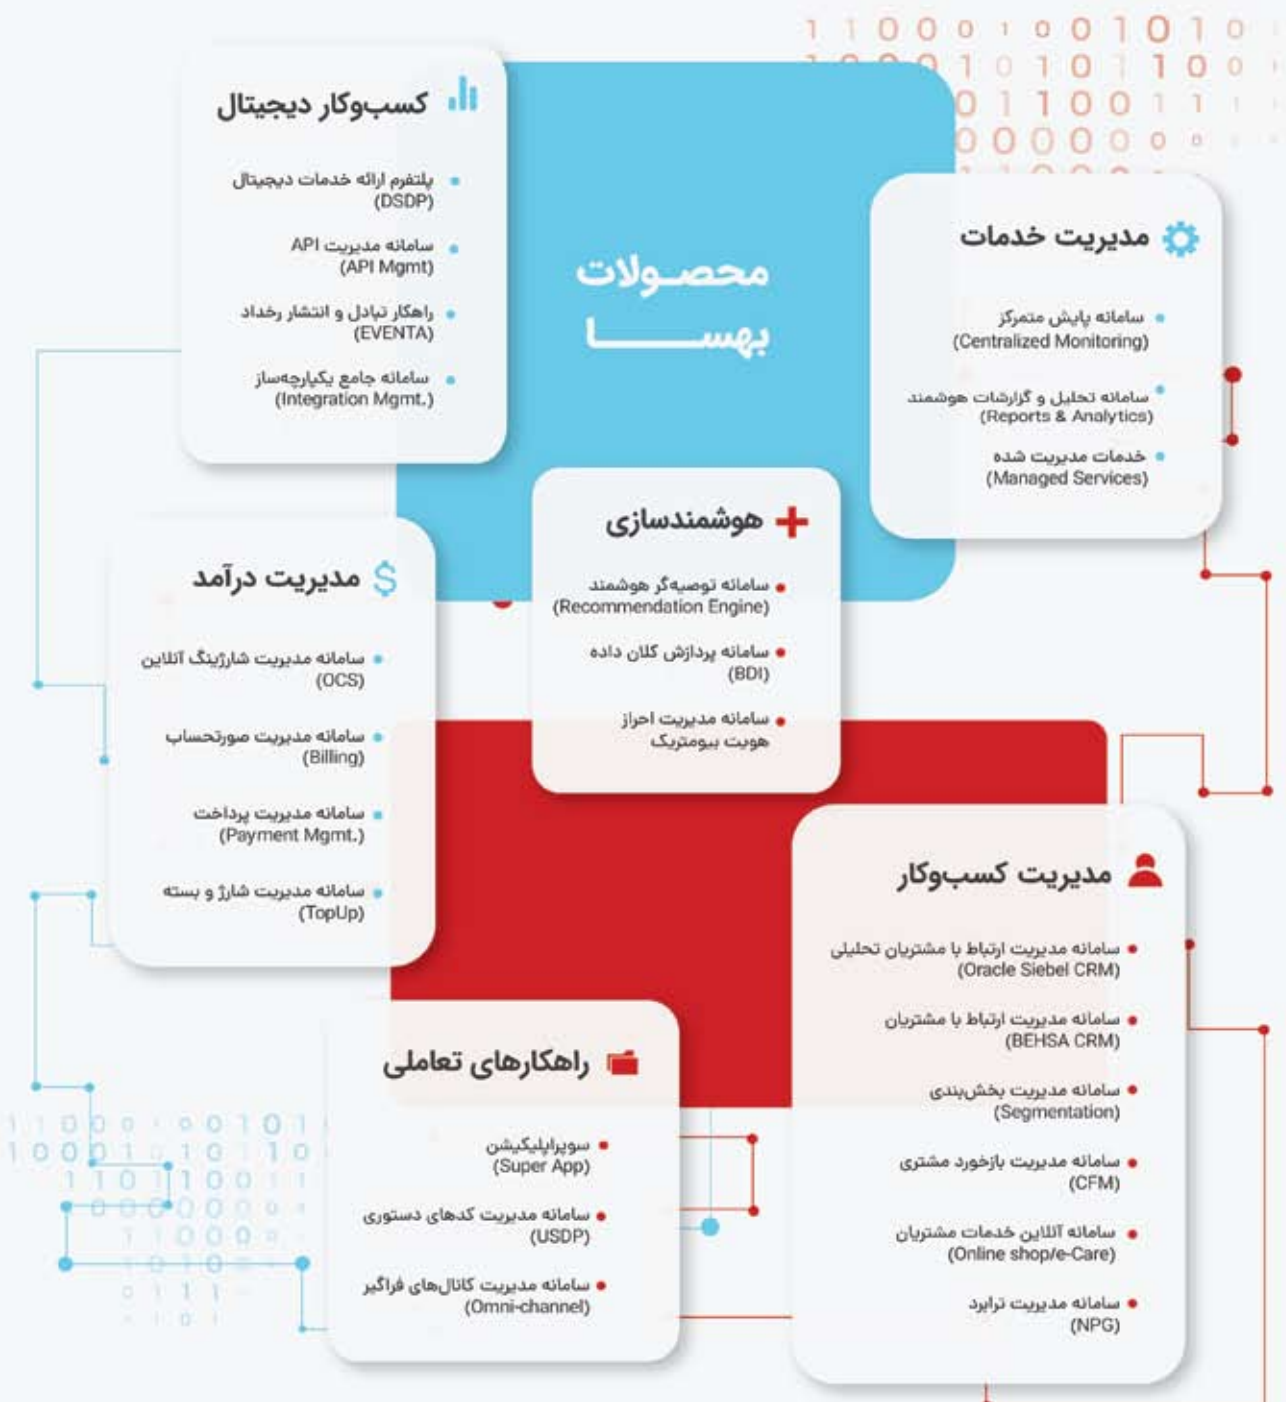 محصولات
بهسا
کسب‌وکار دیجیتال
پلتفرم ارائه خدمات دیجیتال
(DSDP)
سامانه مدیریت API
(API Mgmt)
راهکار تبادل و انتشار رخداد
(EVENTA)
سامانه جامع یکپارچه‌ساز
(Integration Mgmt.)
مدیریت خدمات
سامانه پایش متمرکز
(Centralized Monitoring)
سامانه تحلیل و گزارشات هوشمند
(Reports & Analytics)
خدمات مدیریت شده
(Managed Services)
هوشمندسازی
سامانه توصیه‌گر هوشمند
(Recommendation Engine)
سامانه پردازش کلان داده
(BDI)
سامانه مدیریت احراز
هویت بیومتریک
مدیریت درآمد
سامانه مدیریت شارژینگ آنلاین
(OCS)
سامانه مدیریت صورتحساب
(Billing)
سامانه مدیریت پرداخت
(Payment Mgmt.)
سامانه مدیریت شارژ و بسته
(TopUp)
مدیریت کسب‌وکار
سامانه مدیریت ارتباط با مشتریان تحلیلی
(Oracle Siebel CRM)
سامانه مدیریت ارتباط با مشتریان
(BEHSA CRM)
سامانه مدیریت بخش‌بندی
(Segmentation)
سامانه مدیریت بازخورد مشتری
(CFM)
سامانه آنلاین خدمات مشتریان
(Online shop/e-Care)
سامانه مدیریت ترابرد
(NPG)
راهکارهای تعاملی
سوپراپلیکیشن
(Super App)
سامانه مدیریت کدهای دستوری
(USDP)
سامانه مدیریت کانال‌های فراگیر
(Omni-channel)